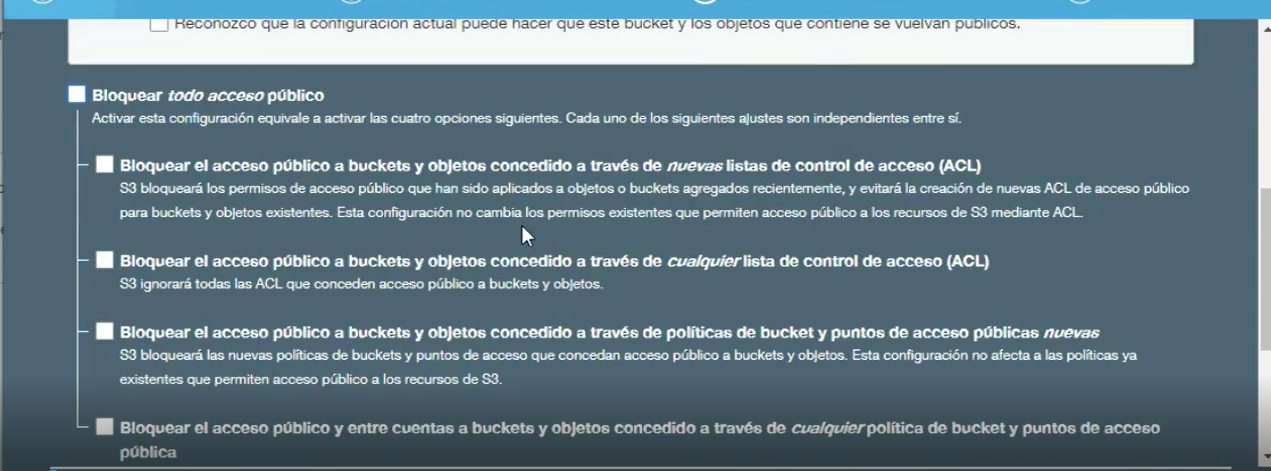 Reconozco que la configuración actual puede hacer que este bucket y los objetos que contiene se vuelvan públicos.
Bloquear todo acceso público
Activar esta configuración equivale a activar las cuatro opciones siguientes. Cada uno de los siguientes ajustes son independientes entre sí.
Bloquear el acceso público a buckets y objetos concedido a través de nuevas listas de control de acceso (ACL)
S3 bloqueará los permisos de acceso público que han sido aplicados a objetos o buckets agregados recientemente, y evitará la creación de nuevas ACL de acceso público
para buckets y objetos existentes. Esta configuración no cambia los permisos existentes que permiten acceso público a los recursos de S3 mediante ACL.
Bloquear el acceso público a buckets y objetos concedido a través de cualquier lista de control de acceso (ACL)
S3 ignorará todas las ACL que conceden acceso público a buckets y objetos.
Bloquear el acceso público a buckets y objetos concedido a través de políticas de bucket y puntos de acceso públicas nuevas
S3 bloqueará las nuevas políticas de buckets y puntos de acceso que concedan acceso público a buckets y objetos. Esta configuración no afecta a las políticas ya
existentes que permiten acceso público a los recursos de S3.
Bloquear el acceso público y entre cuentas a buckets y objetos concedido a través de cualquier política de bucket y puntos de acceso
pública